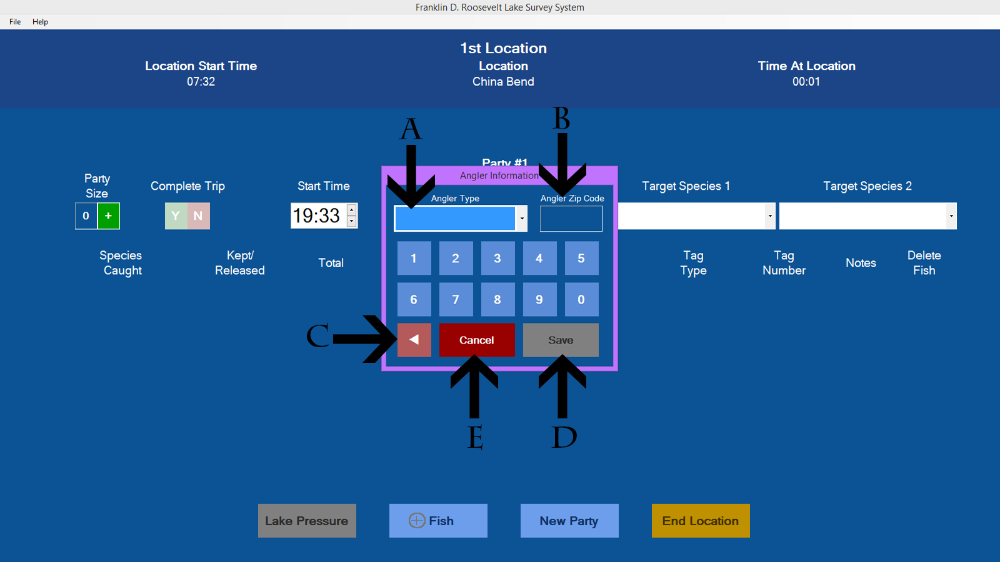 Franklin D. Roosevelt Lake Survey System
File Help
1st Location
Location Start Time Location Time At Location
07:32 China Bend 00:01
A B
Party #1
Angler Information
Party
Size
Complete Trip Start Time Target Species 1 Target Species 2
Angler Type Angler Zip Code
0 + Y N 19:33
Species
Caught
Kept/
Released
Total
Tag
Type
Tag
Number
Notes
Delete
Fish
1 2 3 4 5
6 7 8 9 0
C ◄ Cancel Save
E D
Lake Pressure Fish New Party End Location